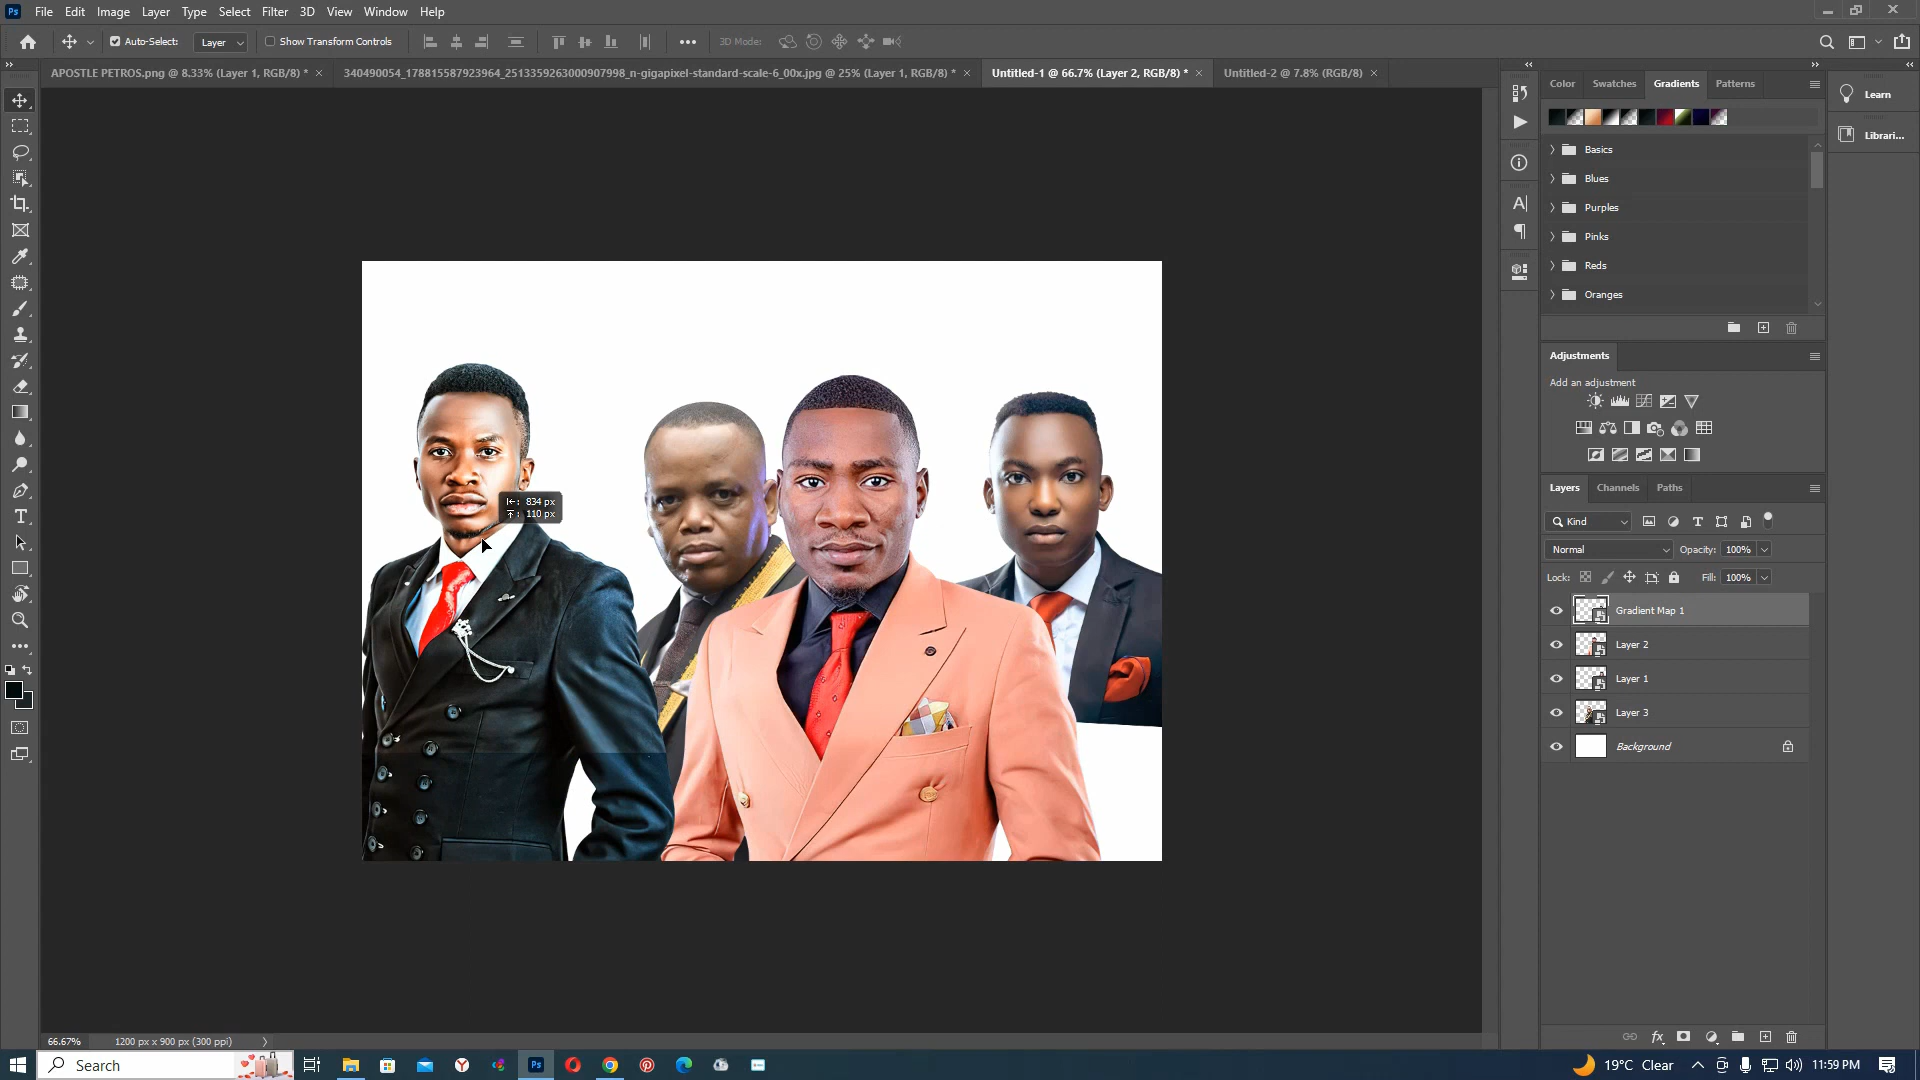 Ps File Edit Image Layer Type Select Filter 3D View Window Help
Auto-Select: Layer Show Transform Controls 3D Mode:
APOSTLE PETROS.png @ 8.33% (Layer 1, RGB/8) * × 340490054_178815587923964_2513359263000907998_n-gigapixel-standard-scale-6_00x.jpg @ 25% (Layer 1, RGB/8) * × Untitled-1 @ 66.7% (Layer 2, RGB/8) * × Untitled-2 @ 7.8% (RGB/8) ×
Color Swatches Gradients Patterns
Learn
Librari...
Basics
Blues
Purples
Pinks
Reds
Oranges
Adjustments
Add an adjustment
Layers Channels Paths
Kind
Normal Opacity: 100%
Lock: Fill: 100%
Gradient Map 1
Layer 2
Layer 1
Layer 3
Background
834 px
110 px
66.67% 1200 px x 900 px (300 ppi)
Search
Ps
19°C Clear 11:59 PM